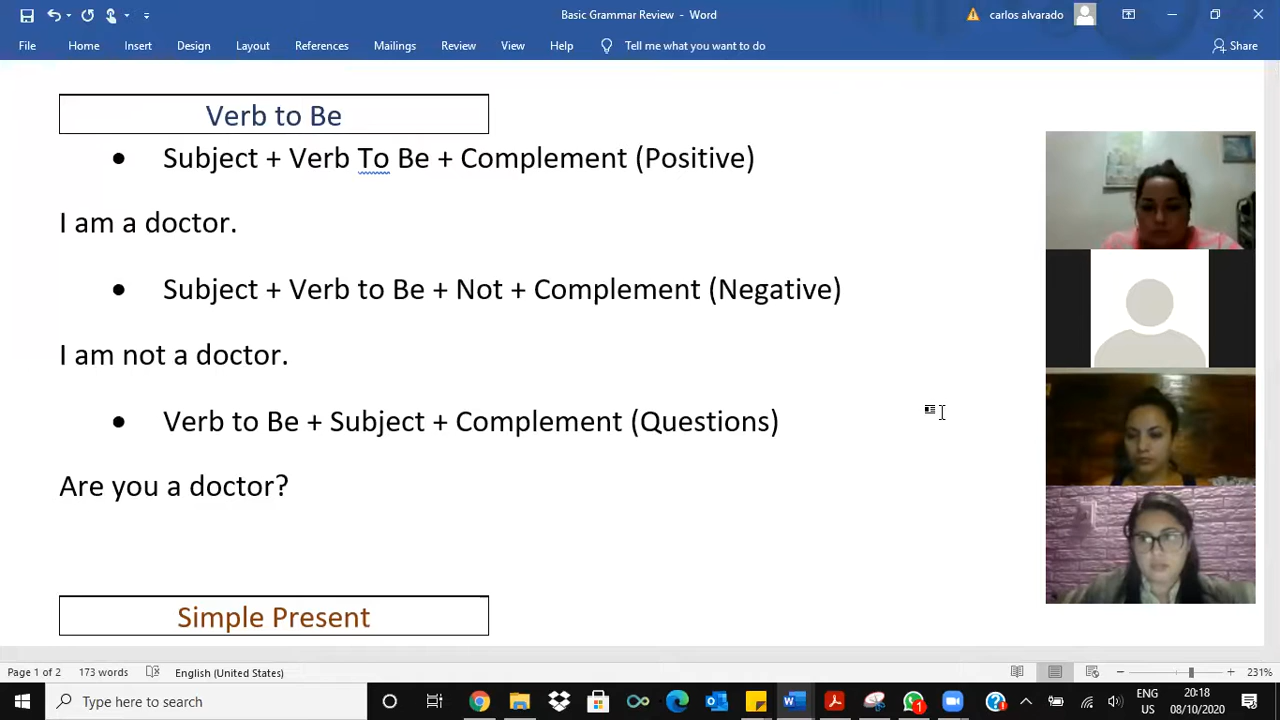 Basic Grammar Review - Word
carlos alvarado
File Home Insert Design Layout References Mailings Review View Help Tell me what you want to do Share
Verb to Be
• Subject + Verb To Be + Complement (Positive)
I am a doctor.
• Subject + Verb to Be + Not + Complement (Negative)
I am not a doctor.
• Verb to Be + Subject + Complement (Questions)
Are you a doctor?
Simple Present
Page 1 of 2 173 words English (United States) 231%
Type here to search
1
ENG
US
20:18
08/10/2020